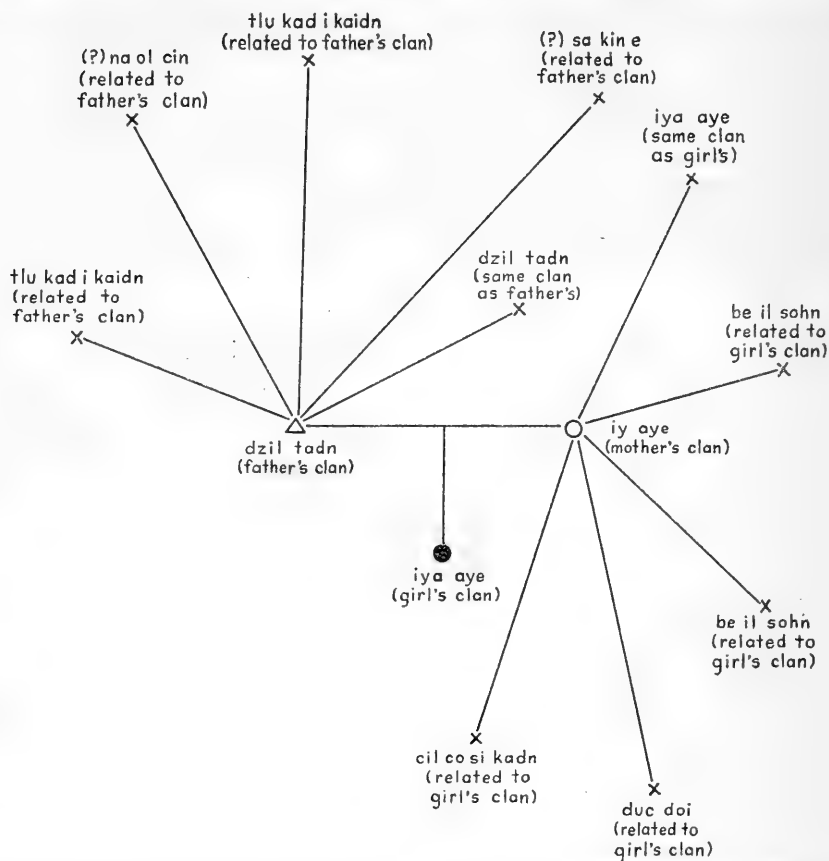 tlu kad i kaidn
(related to father's clan)
(?) na ol cin
(related to
father's clan)
(?) sa kin e
(related to
father's clan)
iya aye
(same clan
as girl's)
tlu kad i kaidn
(related to
father's clan)
dzil tadn
(same clan
as father's)
be il sohn
(related to
girl's clan)
dzil tadn
(father's clan)
iy aye
(mother's clan)
iya aye
(girl's clan)
be il sohn
(related to
girl's clan)
cil co si kadn
(related to
girl's clan)
duc doi
(related to
girl's clan)